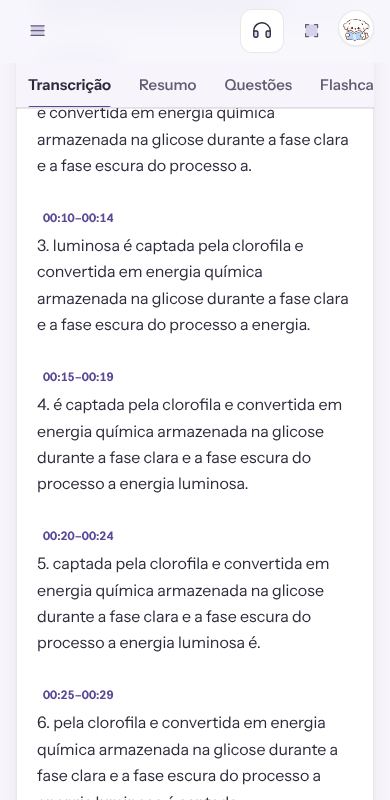 Transcrição Resumo Questões Flashca
e convertida em energia química
armazenada na glicose durante a fase clara
e a fase escura do processo a.
00:10–00:14
3. luminosa é captada pela clorofila e
convertida em energia química
armazenada na glicose durante a fase clara
e a fase escura do processo a energia.
00:15–00:19
4. é captada pela clorofila e convertida em
energia química armazenada na glicose
durante a fase clara e a fase escura do
processo a energia luminosa.
00:20–00:24
5. captada pela clorofila e convertida em
energia química armazenada na glicose
durante a fase clara e a fase escura do
processo a energia luminosa é.
00:25–00:29
6. pela clorofila e convertida em energia
química armazenada na glicose durante a
fase clara e a fase escura do processo a